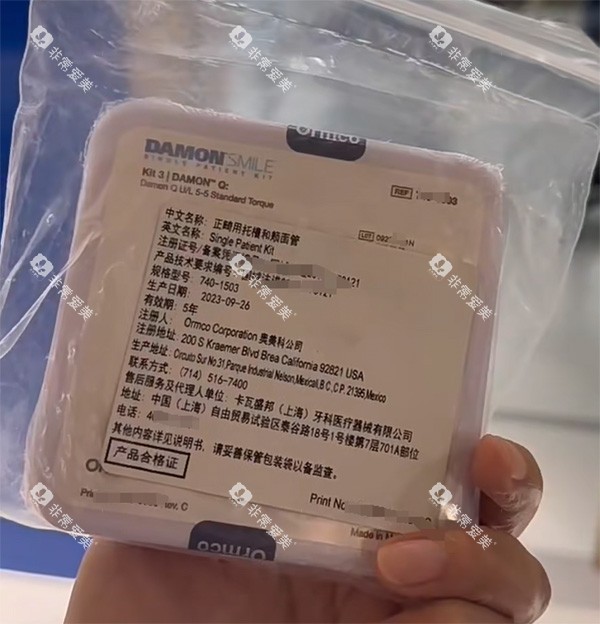 非常爱美
非常爱美
非常爱美
Ormco
DAMON SMILE
SINGLE PATIENT KIT
Kit 3 | DAMON™ Q:
Damon Q U/L 5-5 Standard Torque
REF
LOT
中文名称：正畸用托槽和颊面管
英文名称：Single Patient Kit
注册证号/备案凭
产品技术要求编号
规格型号：740-1503
生产日期：2023-09-26
有效期：5年
注册人：Ormco Corporation 奥美科公司
注册地址：200 S Kraemer Blvd Brea California 92821 USA
生产地址：Circuito Sur No.31,Parque Industrial Nelson,Mexicali,B C, C.P. 21395,Mexico
联系方式：(714) 516-7400
售后服务及代理人单位：卡瓦盛邦（上海）牙科医疗器械有限公司
地址：中国（上海）自由贸易试验区泰谷路18号1号楼第7层701A部位
电话：
其他内容详见说明书，请妥善保管包装袋以备监查。
产品合格证
Print No
rev. C
Made in
Ormco
非常爱美
非常爱美
非常爱美
非常爱美
非常爱美
非常爱美